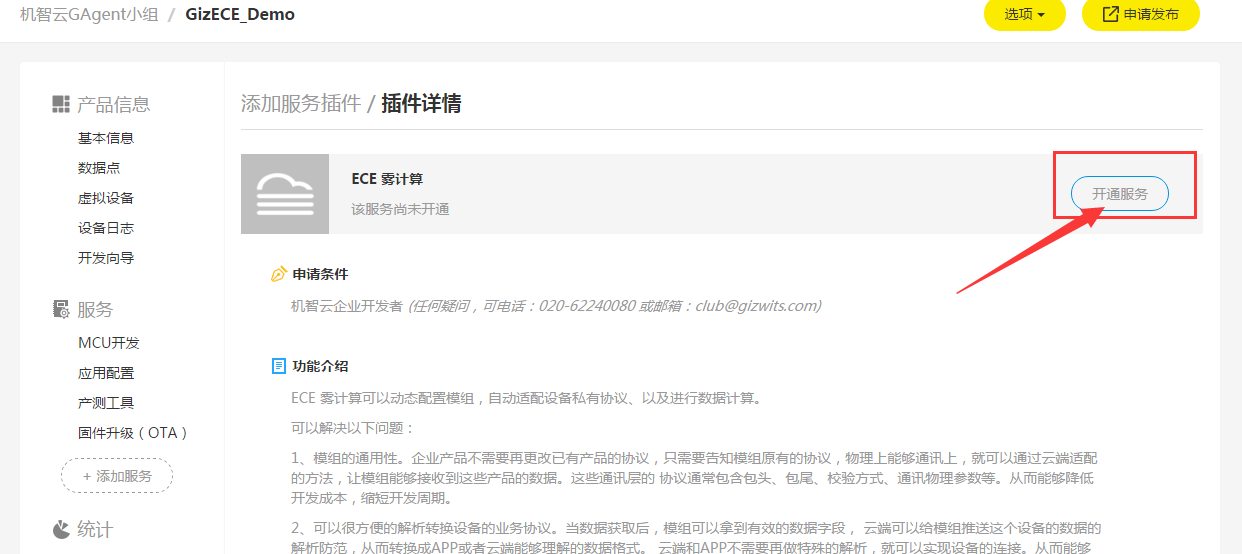 机智云GAgent小组 / GizECE_Demo
选项
申请发布
产品信息
基本信息
数据点
虚拟设备
设备日志
开发向导
服务
MCU开发
应用配置
产测工具
固件升级（OTA）
+ 添加服务
统计
添加服务插件 / 插件详情
ECE 雾计算
该服务尚未开通
开通服务
申请条件
机智云企业开发者 (任何疑问，可电话：020-62240080 或邮箱：club@gizwits.com)
功能介绍
ECE 雾计算可以动态配置模组，自动适配设备私有协议、以及进行数据计算。
可以解决以下问题：
1、模组的通用性。企业产品不需要再更改已有产品的协议，只需要告知模组原有的协议，物理上能够通讯上，就可以通过云端适配
的方法，让模组能够接收到这些产品的数据。这些通讯层的 协议通常包含包头、包尾、校验方式、通讯物理参数等。从而能够降低
开发成本，缩短开发周期。
2、可以很方便的解析转换设备的业务协议。当数据获取后，模组可以拿到有效的数据字段， 云端可以给模组推送这个设备的数据的
解析防范，从而转换成APP或者云端能够理解的数据格式。 云端和APP不需要再做特殊的解析，就可以实现设备的连接。从而能够